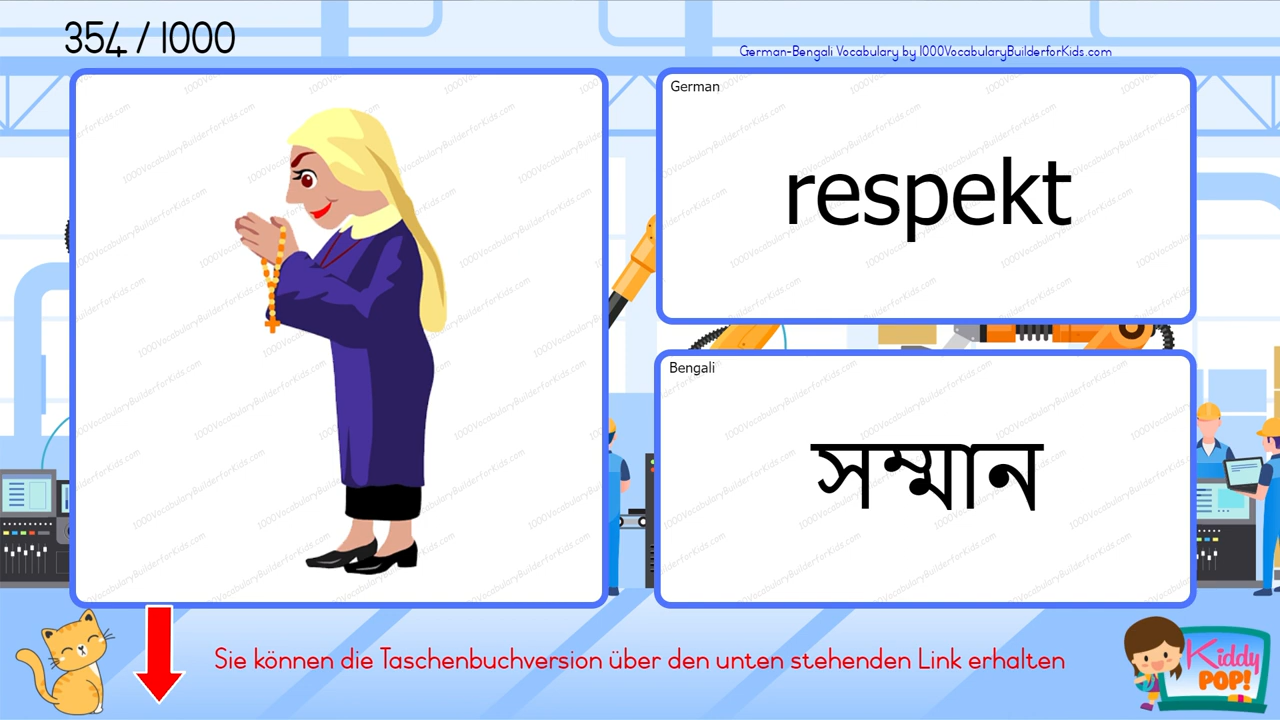 354 / 1000
German-Bengali Vocabulary by 1000VocabularyBuilderforKids.com
German
respekt
Bengali
সম্মান
Sie können die Taschenbuchversion über den unten stehenden Link erhalten
Kiddy
POP!